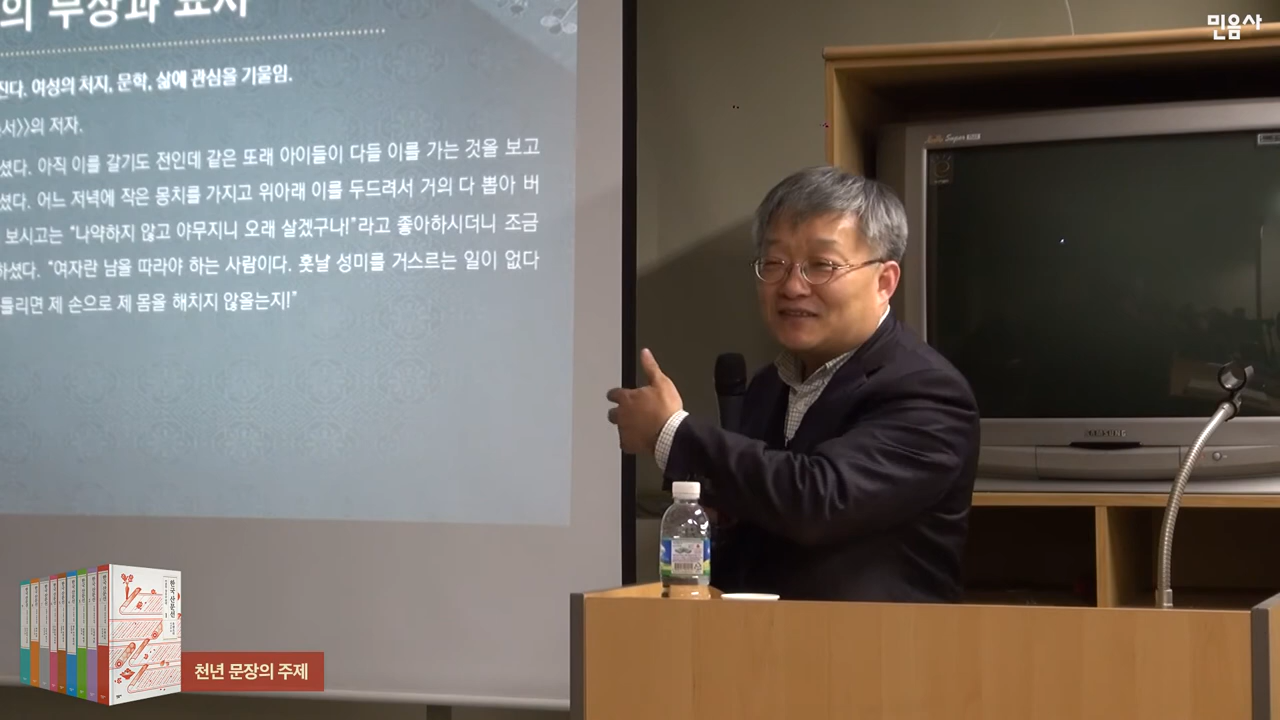 민음사
진다. 여성의 처지, 문학, 삶에 관심을 기울임.
서>>의 저자.
셨다. 아직 이를 갈기도 전인데 같은 또래 아이들이 다들 이를 가는 것을 보고
셨다. 어느 저녁에 작은 몽치를 가지고 위아래 이를 두드려서 거의 다 뽑아 버
보시고는 "나약하지 않고 야무지니 오래 살겠구나!"라고 좋아하시더니 조금
하셨다. "여자란 남을 따라야 하는 사람이다. 훗날 성미를 거스르는 일이 없다
틀리면 제 손으로 제 몸을 해치지 않을는지!"
SAMSUNG
한국산문선
천년 문장의 주제